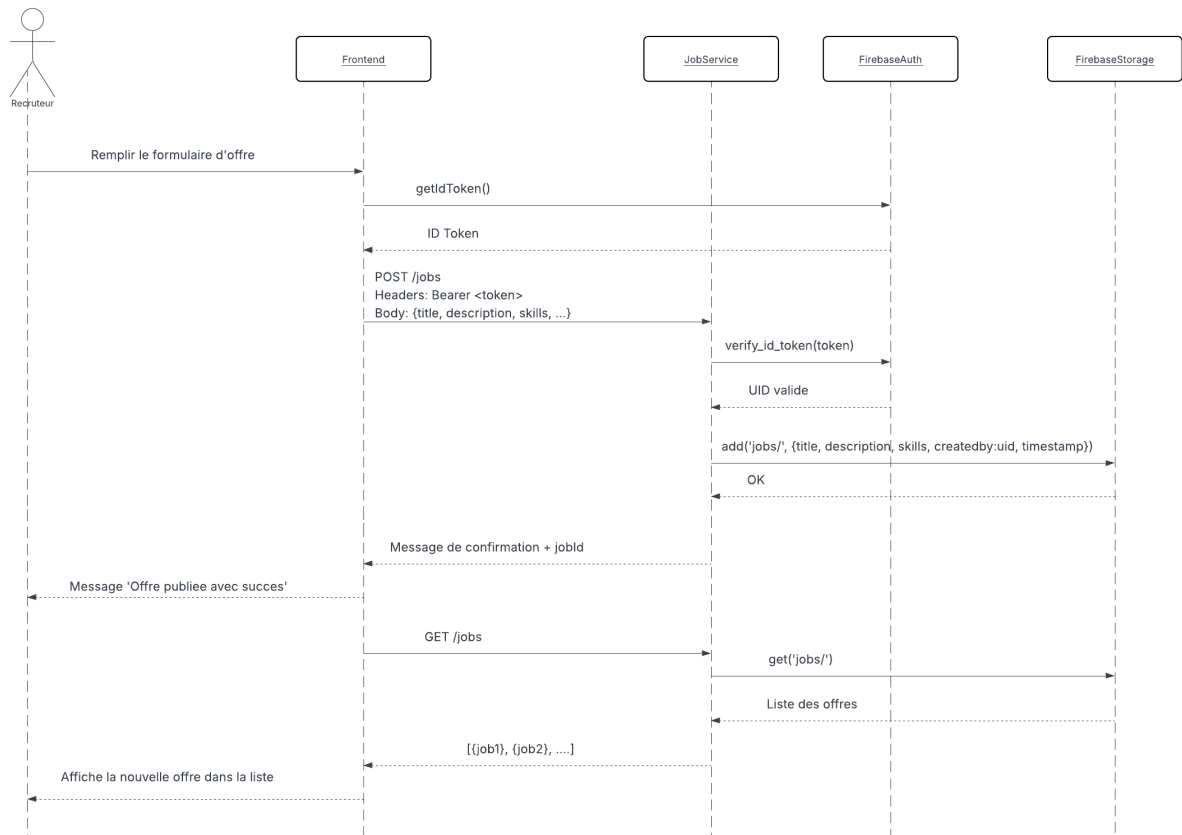 Frontend
JobService
FirebaseAuth
FirebaseStorage
Recruteur
Remplir le formulaire d'offre
getIdToken()
ID Token
POST /jobs
Headers: Bearer <token>
Body: {title, description, skills, ...}
verify_id_token(token)
UID valide
add('jobs/', {title, description, skills, createdby:uid, timestamp})
OK
Message de confirmation + jobId
Message 'Offre publiee avec succes'
GET /jobs
get('jobs/')
Liste des offres
[{job1}, {job2}, ....]
Affiche la nouvelle offre dans la liste